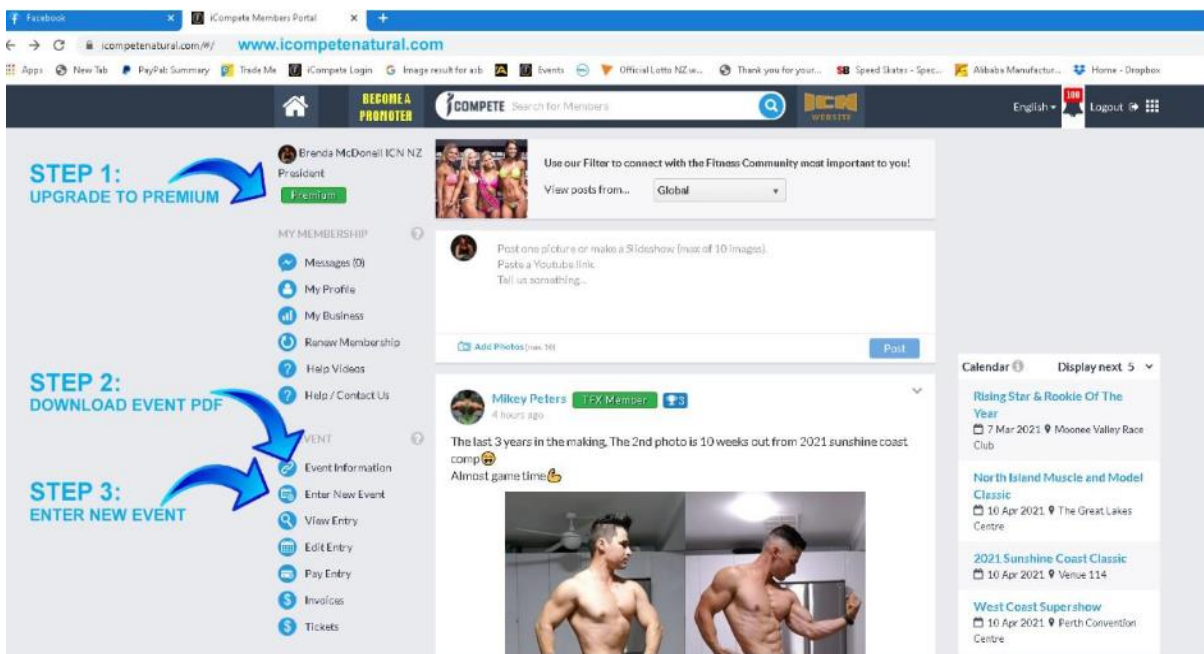 Facebook
iCompete Members Portal
icompetenatural.com/#/
www.icompetenatural.com
Apps New Tab PayPal: Summary Trade Me iCompete Login Image result for asb Events Official Lotto NZ w... Thank you for your... Speed Skates - Spec... Alibaba Manufactur... Home - Dropbox
BECOME A
PROMOTER
COMPETE Search for Members
ICN
WEBSITE
English
100
Logout
STEP 1:
UPGRADE TO PREMIUM
Brenda McDonell ICN NZ
President
Premium
Use our Filter to connect with the Fitness Community most important to you!
View posts from... Global
MY MEMBERSHIP
Messages (0)
My Profile
My Business
Renew Membership
Help Videos
Help / Contact Us
Post one picture or make a Slideshow (max of 10 images).
Paste a Youtube link.
Tell us something...
Add Photos (max. 10)
Post
STEP 2:
DOWNLOAD EVENT PDF
STEP 3:
ENTER NEW EVENT
Event Information
Enter New Event
View Entry
Edit Entry
Pay Entry
Invoices
Tickets
Mikey Peters TFX Member 3
4 hours ago
The last 3 years in the making, The 2nd photo is 10 weeks out from 2021 sunshine coast
comp😁
Almost game time💪
Calendar Display next 5
Rising Star & Rookie Of The
Year
7 Mar 2021 Moonee Valley Race
Club
North Island Muscle and Model
Classic
10 Apr 2021 The Great Lakes
Centre
2021 Sunshine Coast Classic
10 Apr 2021 Venue 114
West Coast Supershow
10 Apr 2021 Perth Convention
Centre